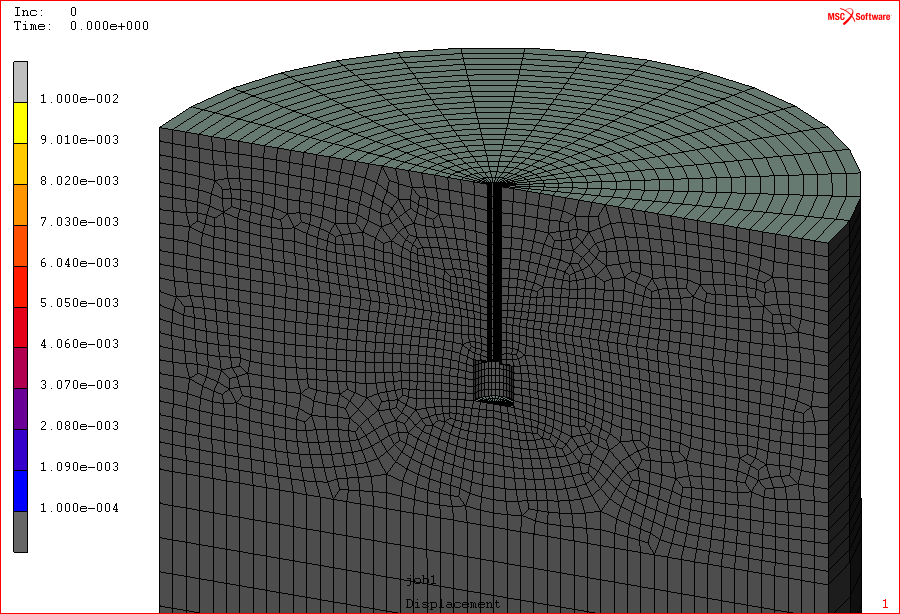 Inc: 0
Time: 0.000e+000
MSC Software
1.000e-002
9.010e-003
8.020e-003
7.030e-003
6.040e-003
5.050e-003
4.060e-003
3.070e-003
2.080e-003
1.090e-003
1.000e-004
job1
Displacement
1